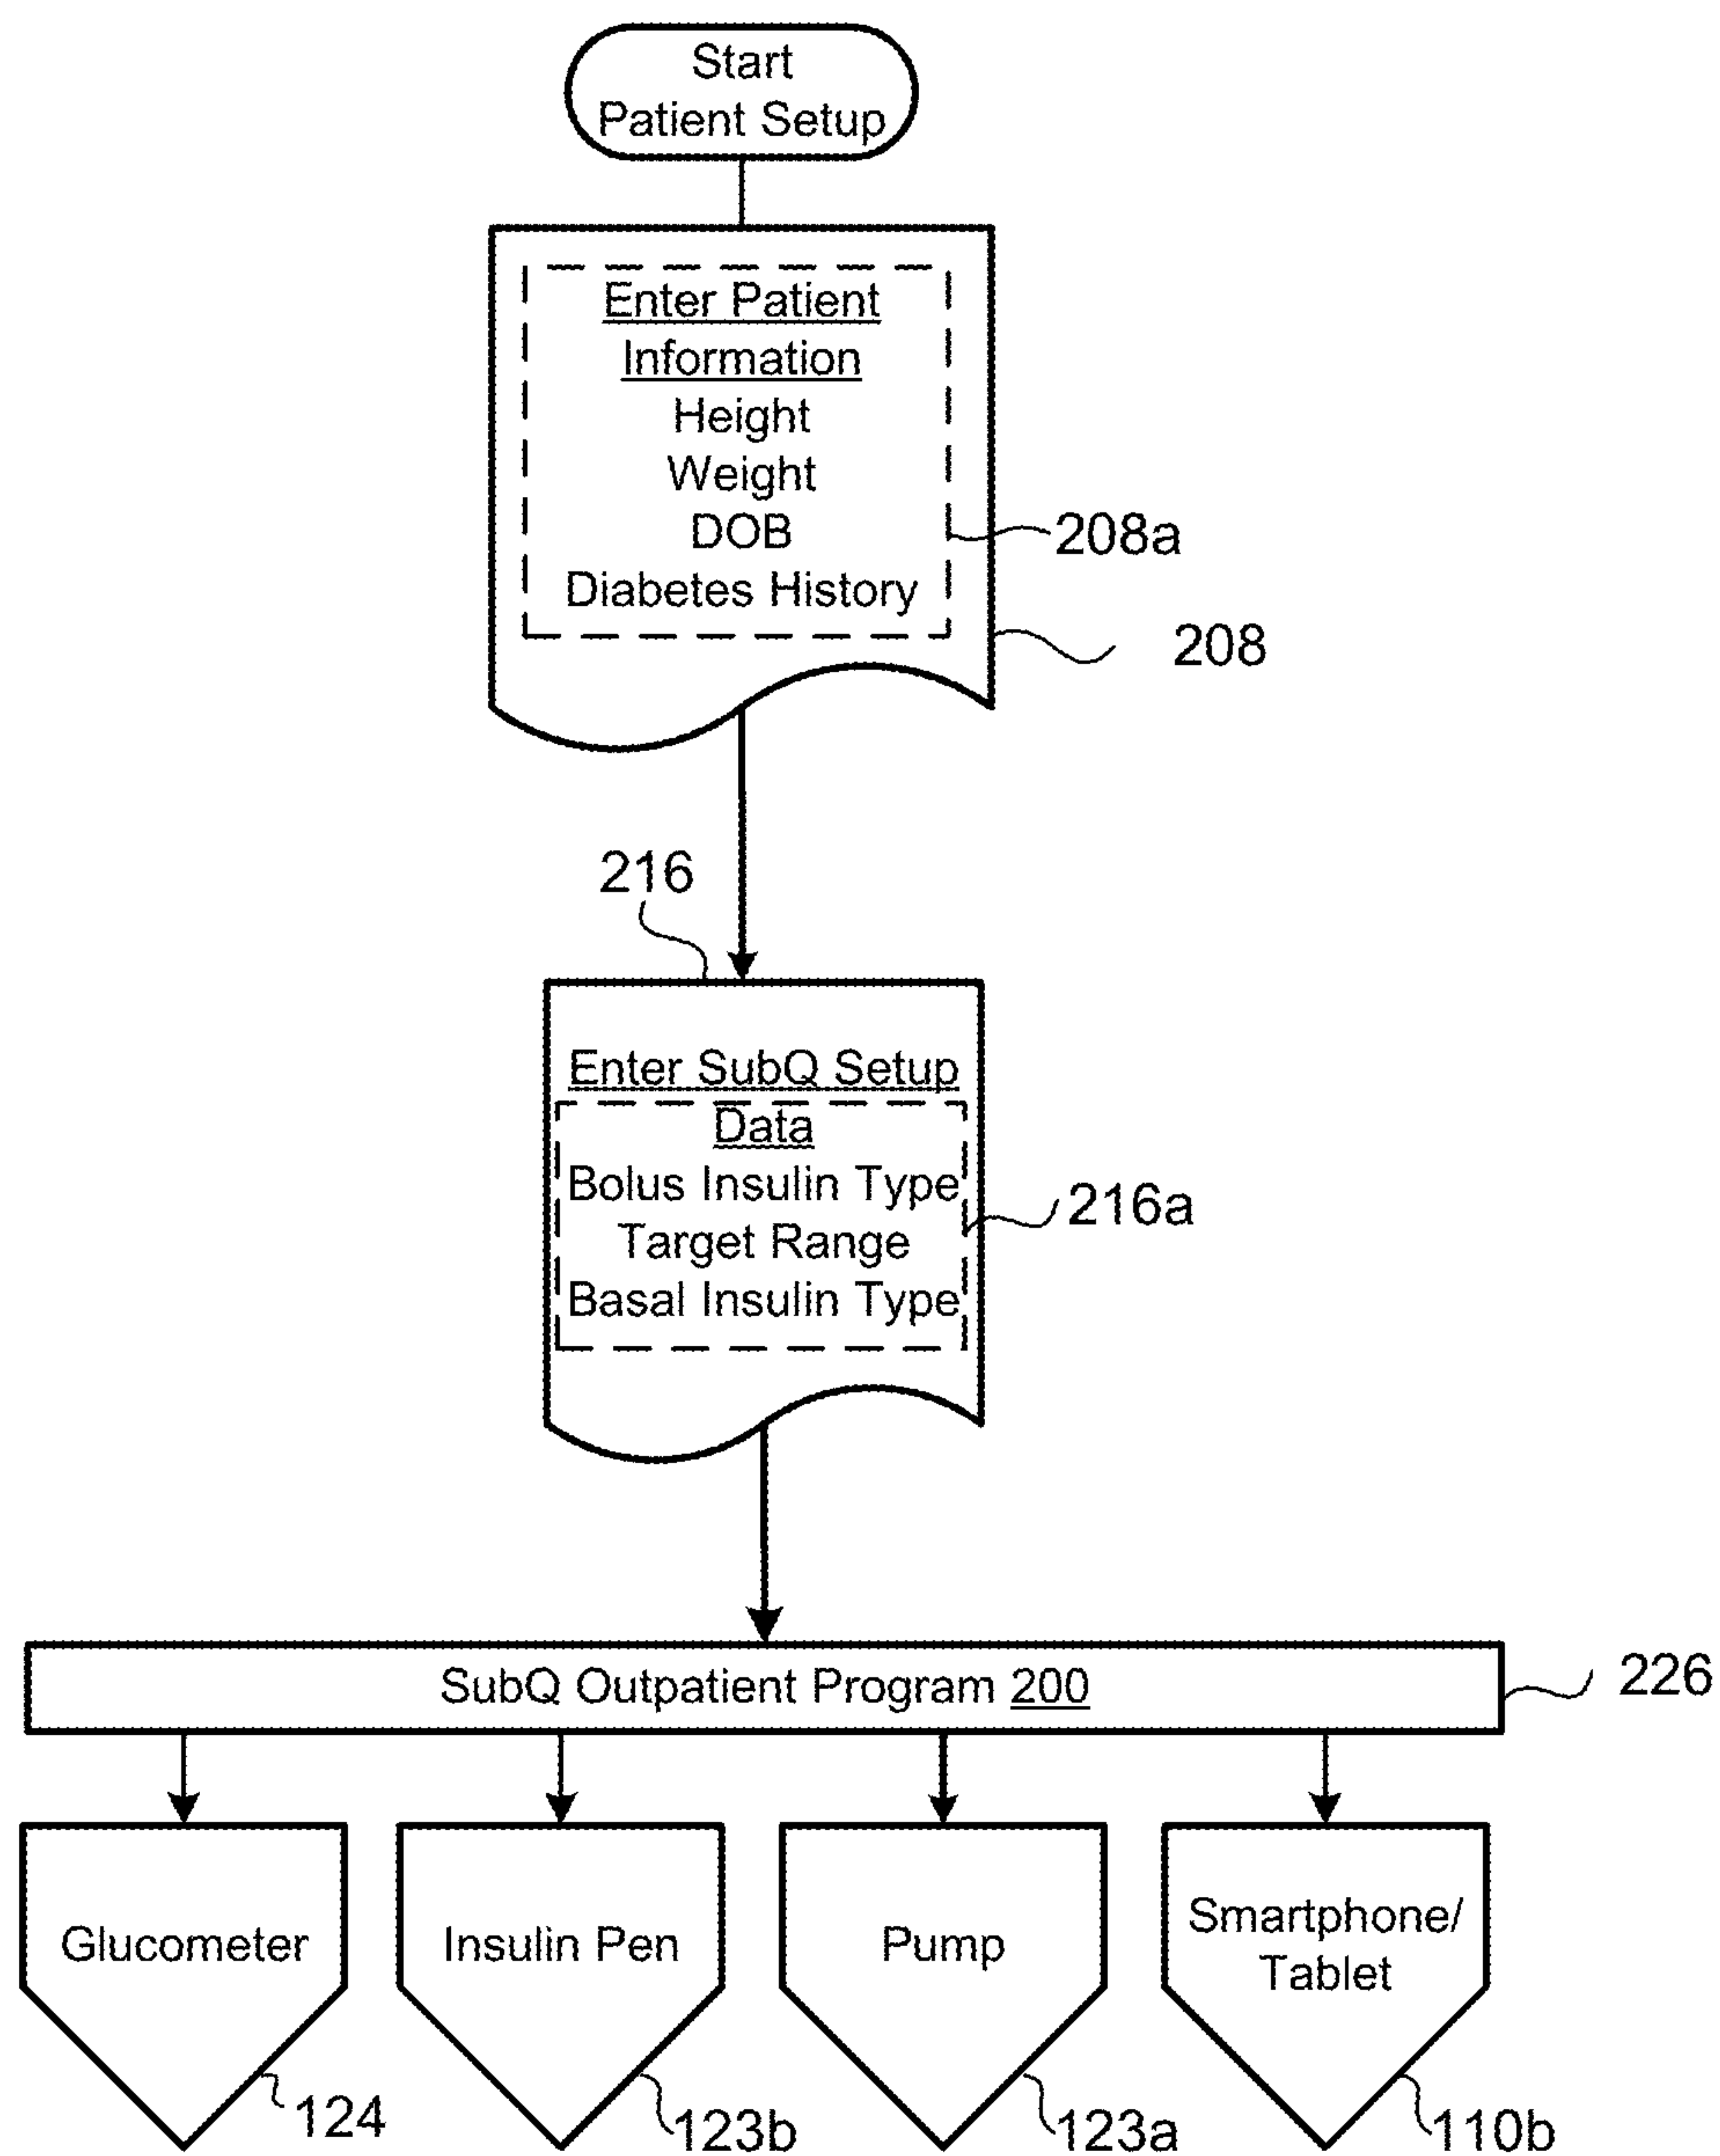 Start
Patient Setup
Enter Patient
Information
Height
Weight
DOB
Diabetes History
208a
208
216
Enter SubQ Setup
Data
Bolus Insulin Type
Target Range
Basal Insulin Type
216a
SubQ Outpatient Program 200
226
Glucometer
Insulin Pen
Pump
Smartphone/
Tablet
124
123b
123a
110b